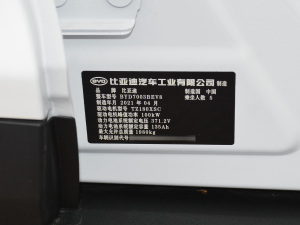 BYD 比亚迪汽车工业有限公司 制造
品牌 比亚迪 制造国 中国
整车型号 BYD7005BEV6 乘坐人数 5
制造年月 2021 年 04 月
驱动电机型号 TZ180XSC
驱动电机峰值功率 100kW
动力电池系统额定电压 371.2V
动力电池系统额定容量 135Ah
最大允许总质量 1960kg
车辆识别代号